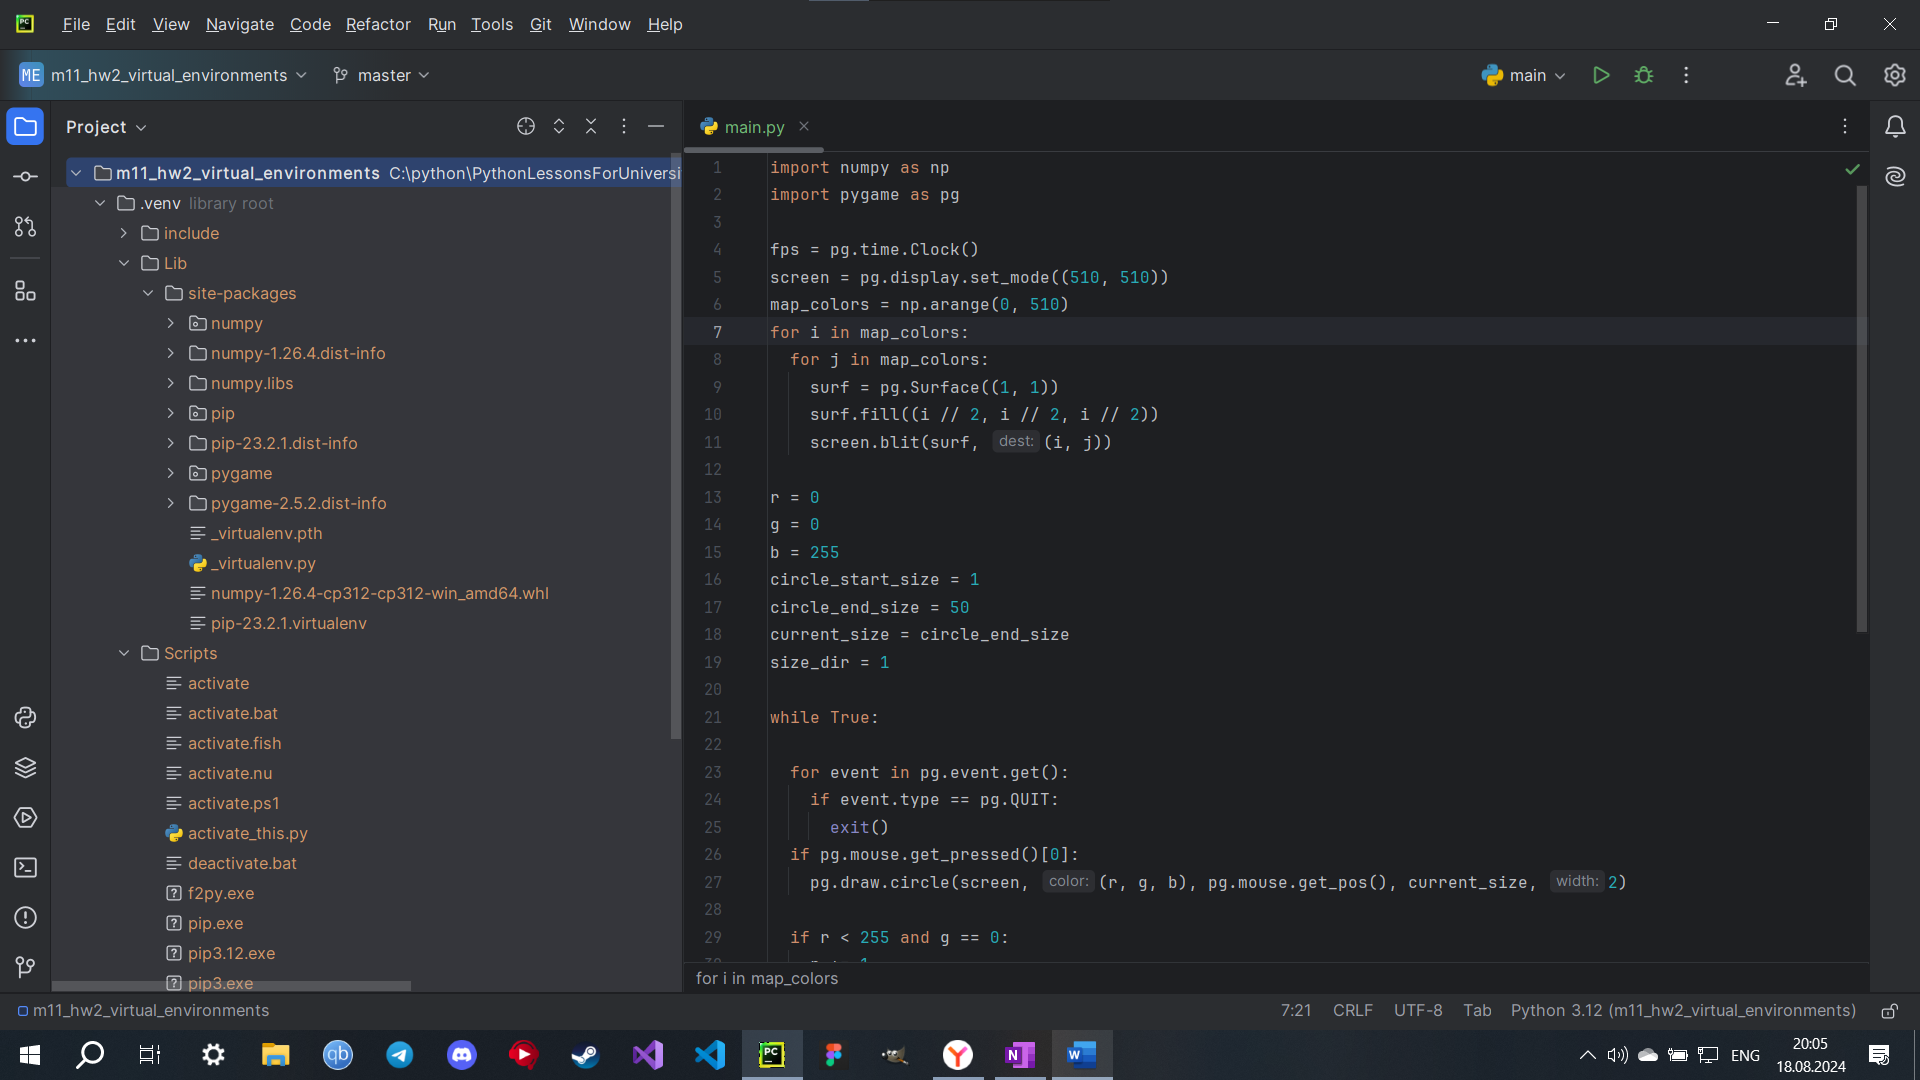 PC File Edit View Navigate Code Refactor Run Tools Git Window Help
ME m11_hw2_virtual_environments master main
Project
main.py
m11_hw2_virtual_environments C:\python\PythonLessonsForUniversi
.venv library root
include
Lib
site-packages
numpy
numpy-1.26.4.dist-info
numpy.libs
pip
pip-23.2.1.dist-info
pygame
pygame-2.5.2.dist-info
_virtualenv.pth
_virtualenv.py
numpy-1.26.4-cp312-cp312-win_amd64.whl
pip-23.2.1.virtualenv
Scripts
activate
activate.bat
activate.fish
activate.nu
activate.ps1
activate_this.py
deactivate.bat
f2py.exe
pip.exe
pip3.12.exe
pip3.exe
1 import numpy as np
2 import pygame as pg
3
4 fps = pg.time.Clock()
5 screen = pg.display.set_mode((510, 510))
6 map_colors = np.arange(0, 510)
7 for i in map_colors:
8 for j in map_colors:
9 surf = pg.Surface((1, 1))
10 surf.fill((i // 2, i // 2, i // 2))
11 screen.blit(surf, dest: (i, j))
12
13 r = 0
14 g = 0
15 b = 255
16 circle_start_size = 1
17 circle_end_size = 50
18 current_size = circle_end_size
19 size_dir = 1
20
21 while True:
22
23 for event in pg.event.get():
24 if event.type == pg.QUIT:
25 exit()
26 if pg.mouse.get_pressed()[0]:
27 pg.draw.circle(screen, color: (r, g, b), pg.mouse.get_pos(), current_size, width: 2)
28
29 if r < 255 and g == 0:
for i in map_colors
m11_hw2_virtual_environments 7:21 CRLF UTF-8 Tab Python 3.12 (m11_hw2_virtual_environments)
qb PC N W ENG 20:05
18.08.2024